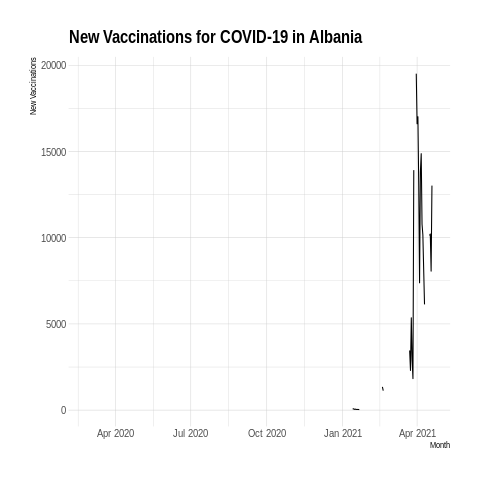 New Vaccinations for COVID-19 in Albania
New Vaccinations
20000
15000
10000
5000
0
Apr 2020 Jul 2020 Oct 2020 Jan 2021 Apr 2021
Month